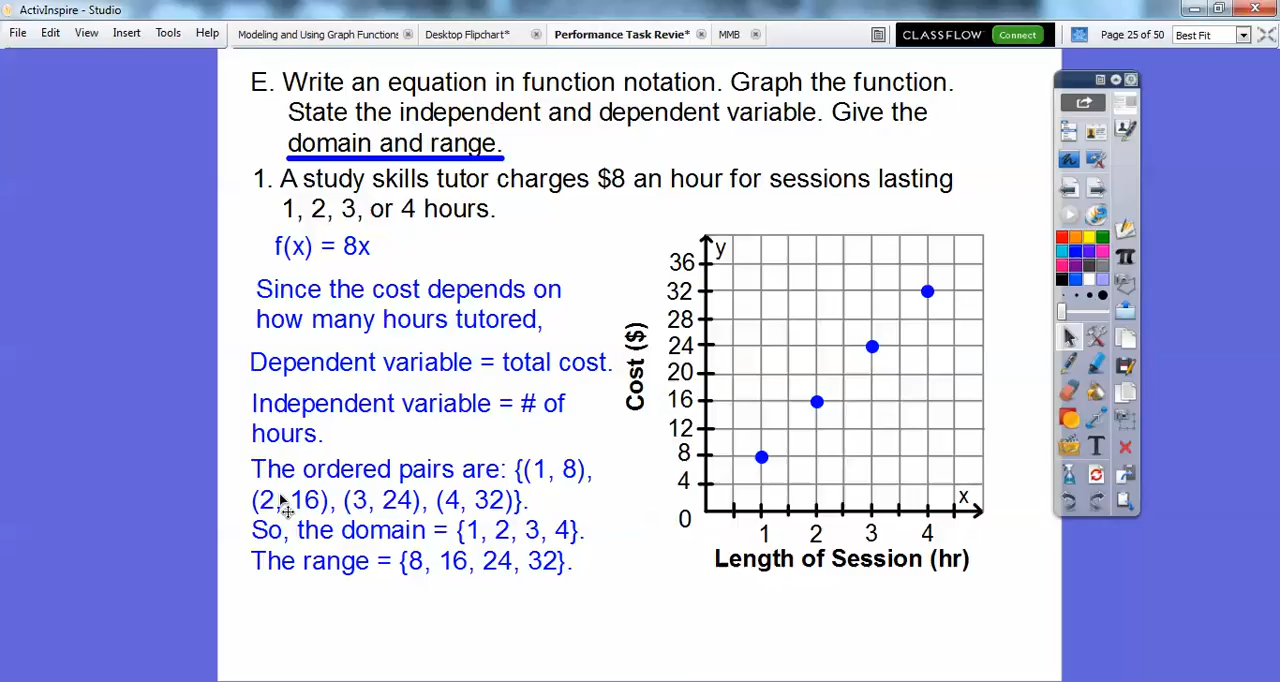 ActivInspire - Studio
File Edit View Insert Tools Help
Modeling and Using Graph Functions
Desktop Flipchart*
Performance Task Revie*
MMB
CLASSFLOW Connect
Page 25 of 50
Best Fit
E. Write an equation in function notation. Graph the function.
State the independent and dependent variable. Give the
domain and range.
1. A study skills tutor charges $8 an hour for sessions lasting
1, 2, 3, or 4 hours.
f(x) = 8x
Since the cost depends on
how many hours tutored,
Dependent variable = total cost.
Independent variable = # of
hours.
The ordered pairs are: {(1, 8),
(2, 16), (3, 24), (4, 32)}.
So, the domain = {1, 2, 3, 4}.
The range = {8, 16, 24, 32}.
y
36
32
28
24
20
16
12
8
4
0
Cost ($)
x
1 2 3 4
Length of Session (hr)
π
T